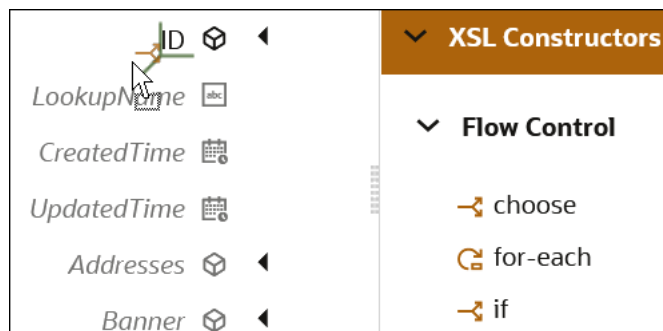 ID
LookupName
CreatedTime
UpdatedTime
Addresses
Banner
XSL Constructors
Flow Control
choose
for-each
if